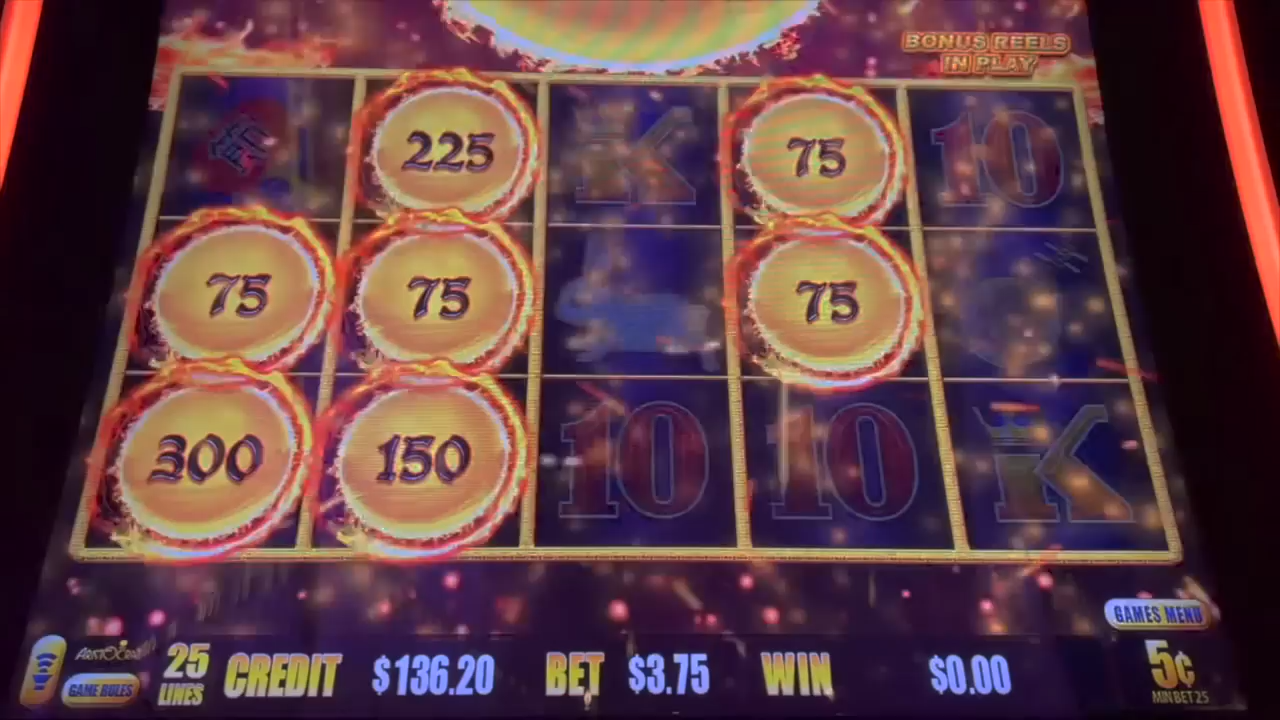 BONUS REELS
IN PLAY
225
K
75
10
75
75
75
300
150
10
10
K
GAMES MENU
ARISTOCRAT
GAME RULES
25
LINES
CREDIT
$136.20
BET
$3.75
WIN
$0.00
5¢
MIN BET 25